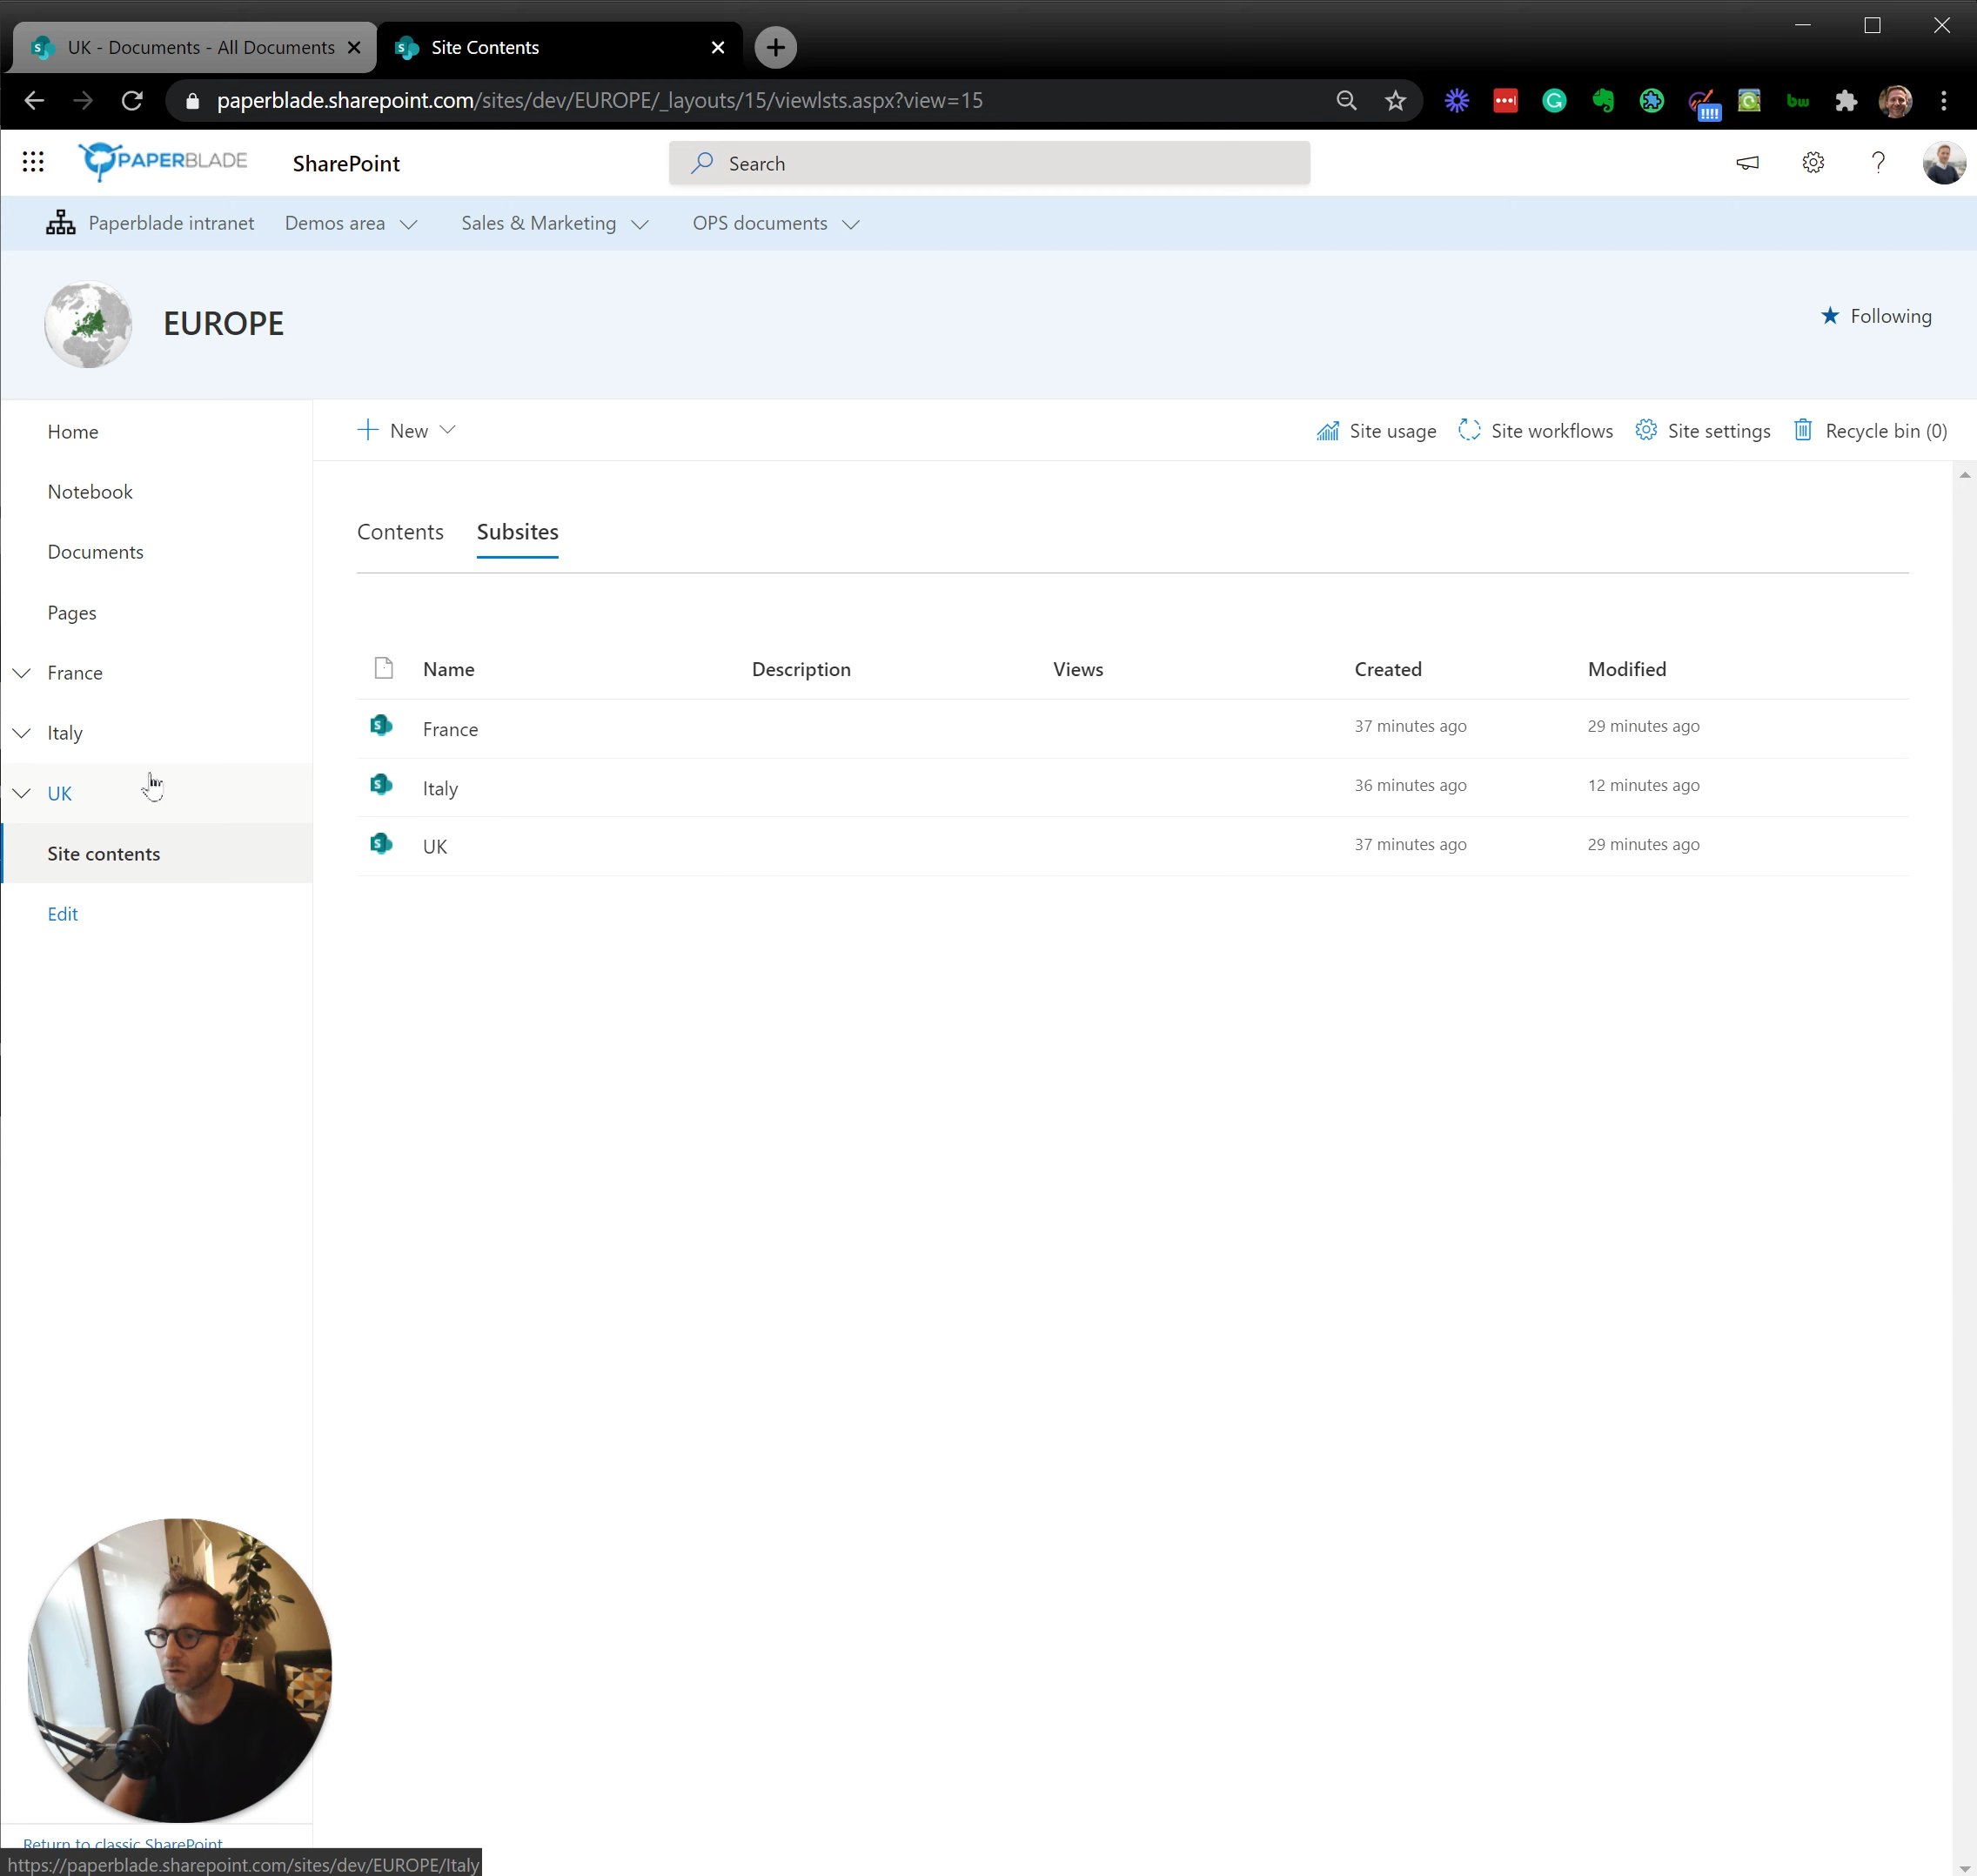 UK - Documents - All Documents
Site Contents
paperblade.sharepoint.com/sites/dev/EUROPE/_layouts/15/viewlsts.aspx?view=15
bw
PAPERBLADE
SharePoint
Search
Paperblade intranet
Demos area
Sales & Marketing
OPS documents
EUROPE
Following
Home
Notebook
Documents
Pages
France
Italy
UK
Site contents
Edit
New
Site usage
Site workflows
Site settings
Recycle bin (0)
Contents
Subsites
Name Description Views Created Modified
France 37 minutes ago 29 minutes ago
Italy 36 minutes ago 12 minutes ago
UK 37 minutes ago 29 minutes ago
Return to classic SharePoint
https://paperblade.sharepoint.com/sites/dev/EUROPE/Italy